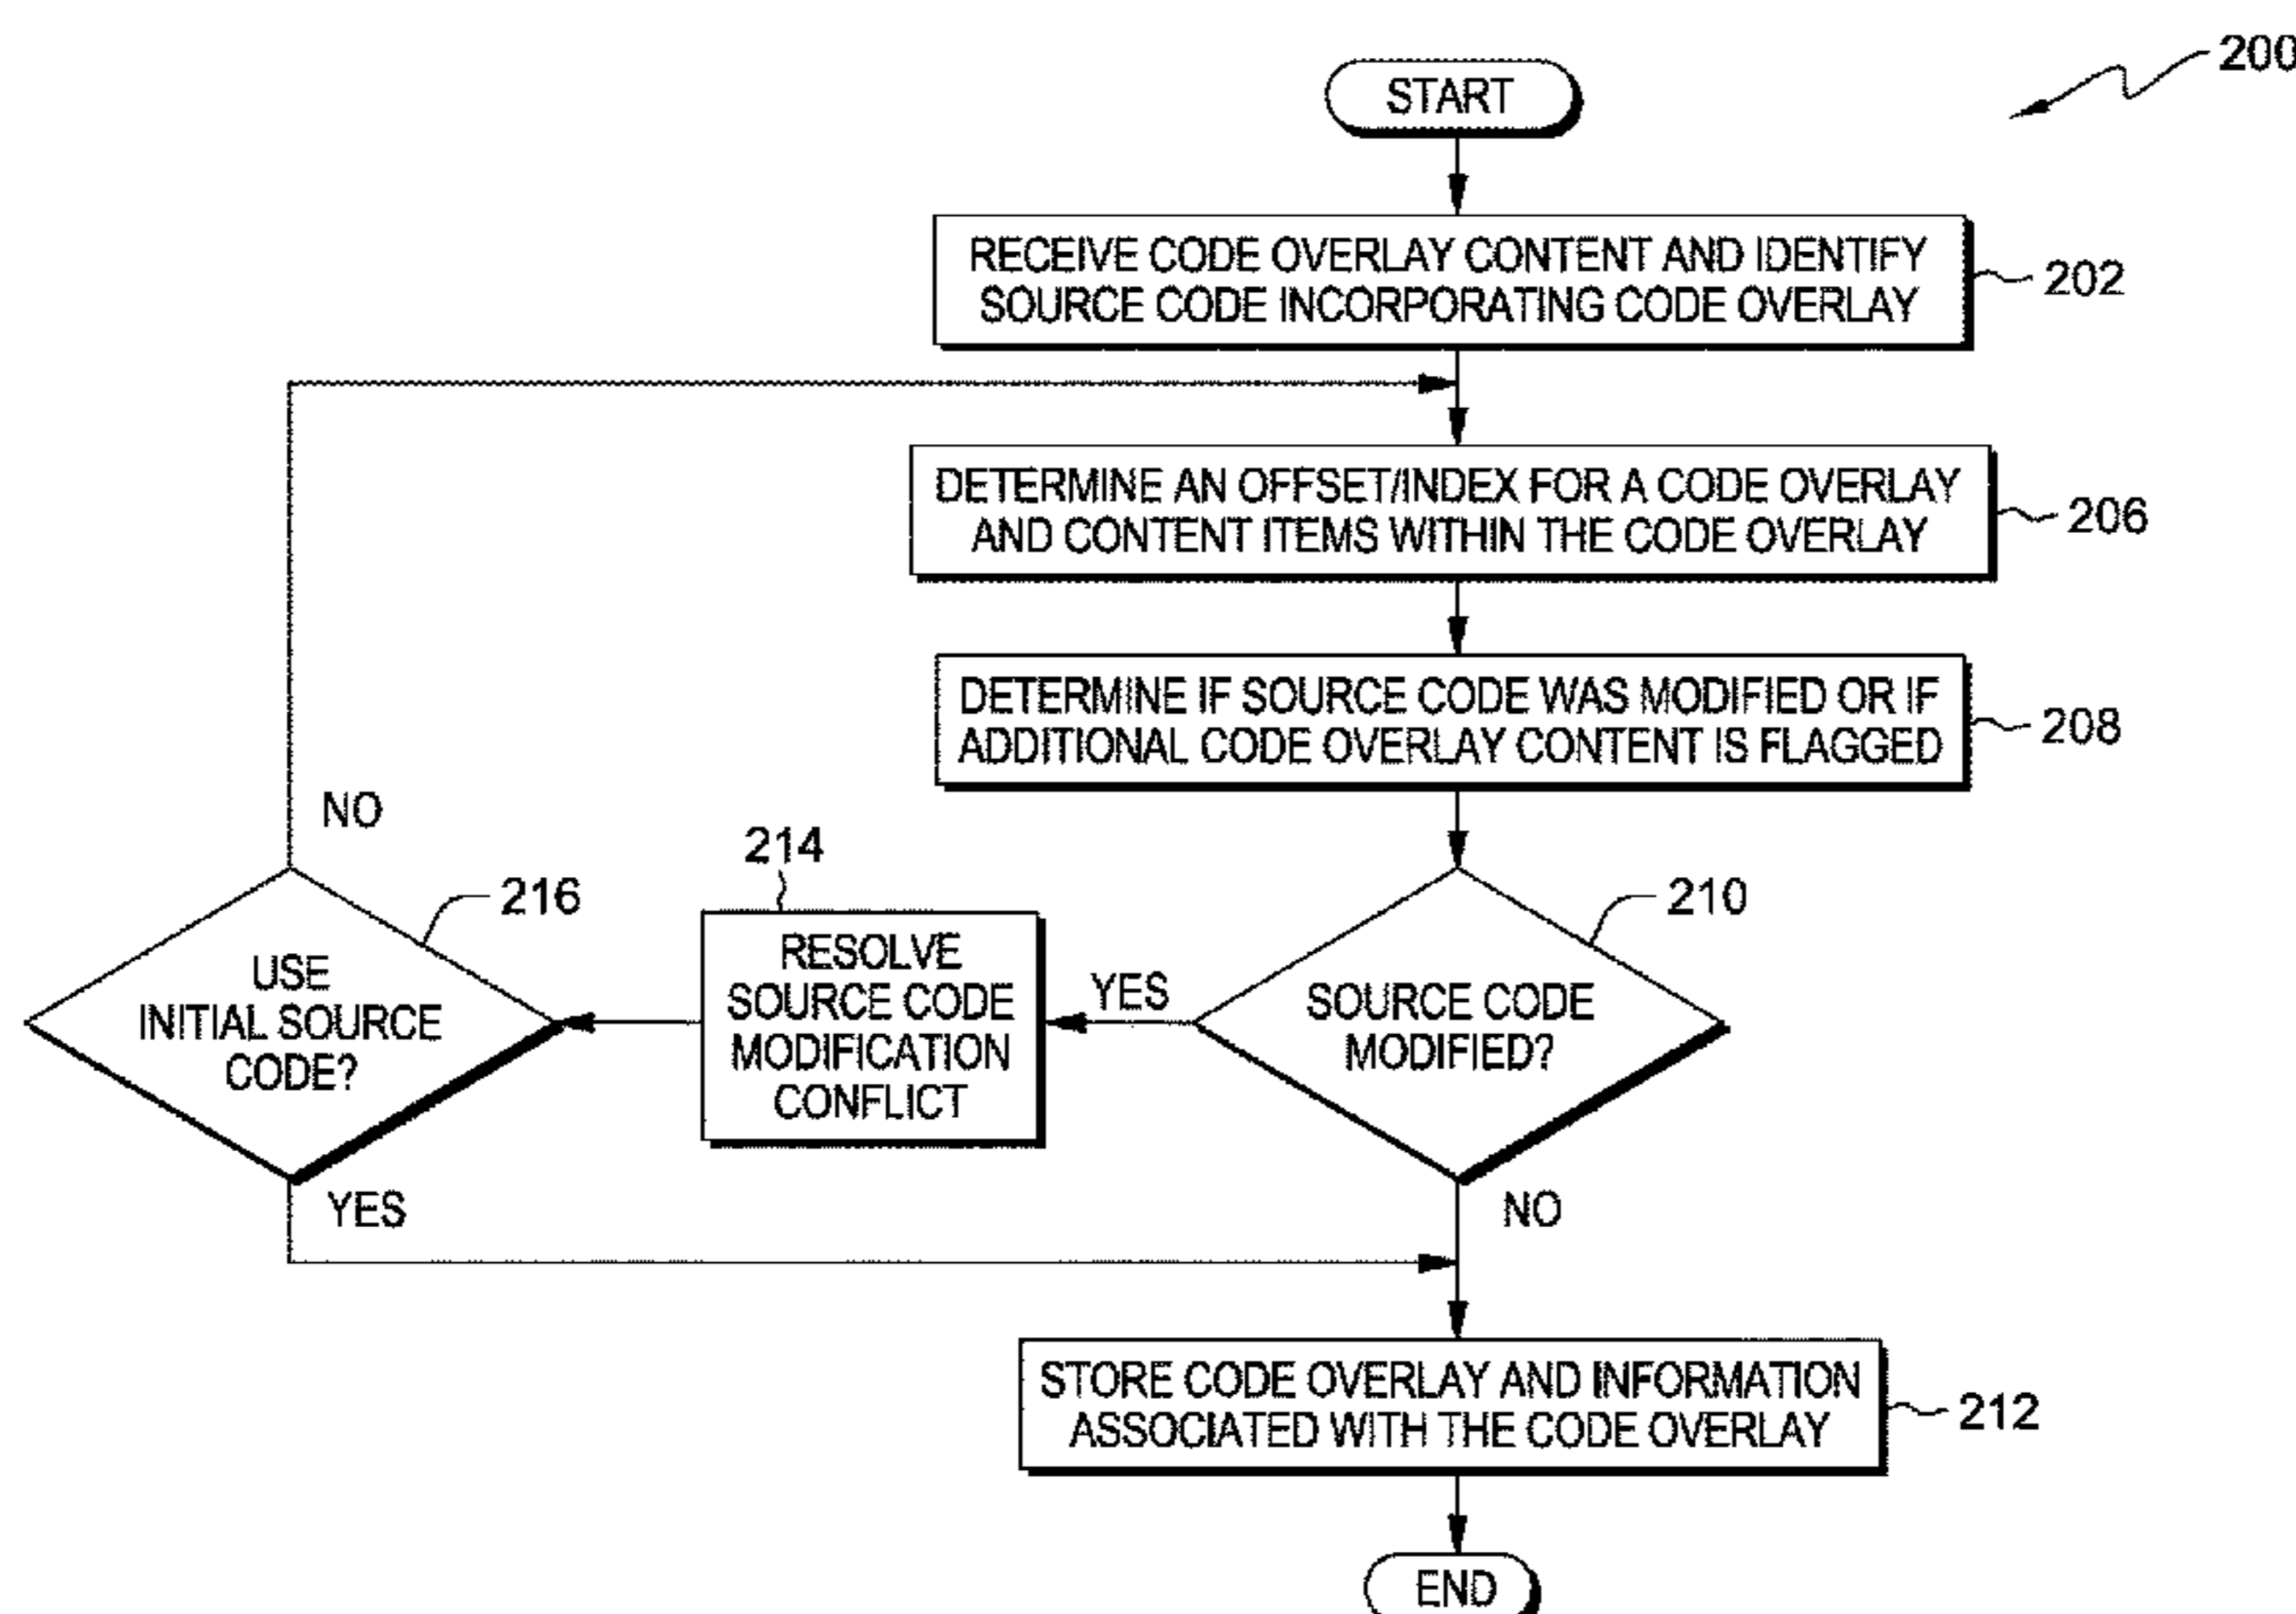 200
START
RECEIVE CODE OVERLAY CONTENT AND IDENTIFY
SOURCE CODE INCORPORATING CODE OVERLAY
202
DETERMINE AN OFFSET/INDEX FOR A CODE OVERLAY
AND CONTENT ITEMS WITHIN THE CODE OVERLAY
206
DETERMINE IF SOURCE CODE WAS MODIFIED OR IF
ADDITIONAL CODE OVERLAY CONTENT IS FLAGGED
208
NO
216
USE
INITIAL SOURCE
CODE?
YES
214
RESOLVE
SOURCE CODE
MODIFICATION
CONFLICT
YES
210
SOURCE CODE
MODIFIED?
NO
STORE CODE OVERLAY AND INFORMATION
ASSOCIATED WITH THE CODE OVERLAY
212
END